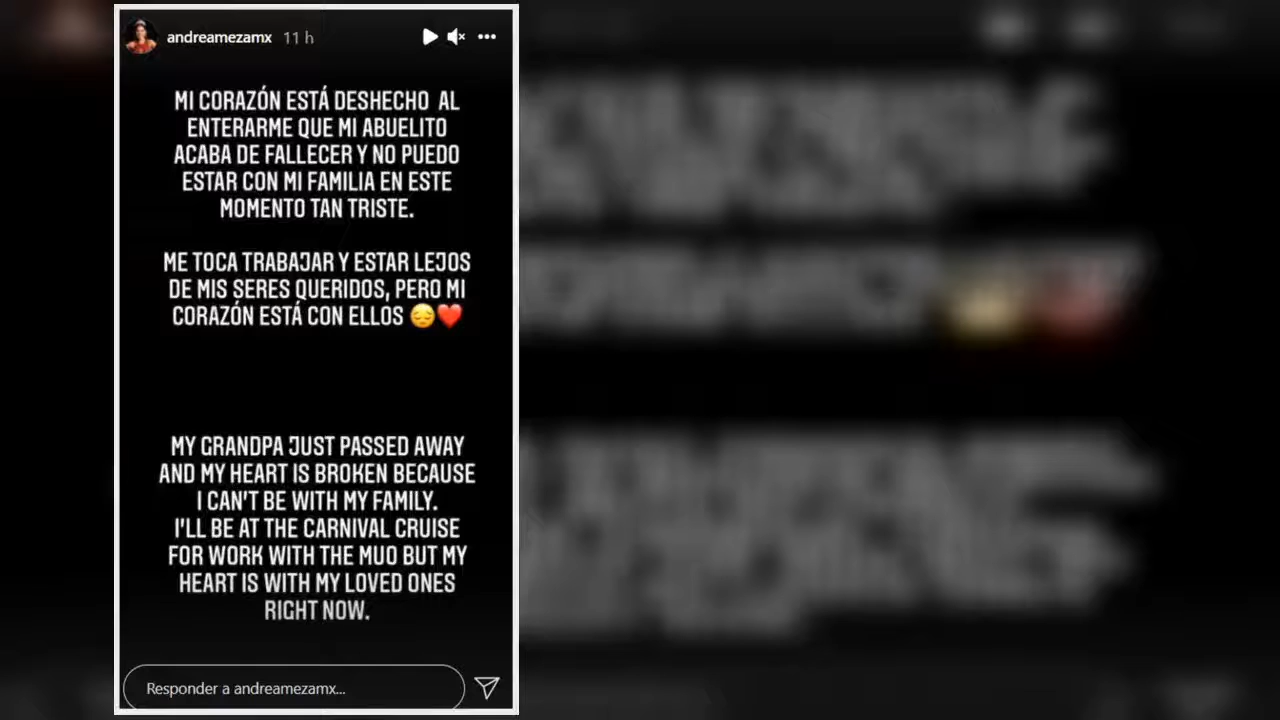 andreamezamx 11 h
MI CORAZÓN ESTÁ DESHECHO AL
ENTERARME QUE MI ABUELITO
ACABA DE FALLECER Y NO PUEDO
ESTAR CON MI FAMILIA EN ESTE
MOMENTO TAN TRISTE.
ME TOCA TRABAJAR Y ESTAR LEJOS
DE MIS SERES QUERIDOS, PERO MI
CORAZÓN ESTÁ CON ELLOS 😔❤️
MY GRANDPA JUST PASSED AWAY
AND MY HEART IS BROKEN BECAUSE
I CAN'T BE WITH MY FAMILY.
I'LL BE AT THE CARNIVAL CRUISE
FOR WORK WITH THE MUO BUT MY
HEART IS WITH MY LOVED ONES
RIGHT NOW.
Responder a andreamezamx...